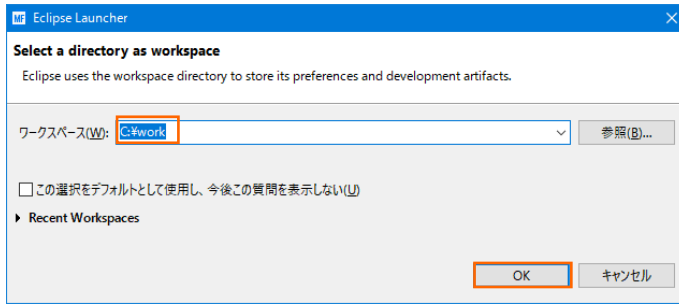 MF Eclipse Launcher
Select a directory as workspace
Eclipse uses the workspace directory to store its preferences and development artifacts.
ワークスペース(W): C:¥work 参照(B)...
この選択をデフォルトとして使用し、今後この質問を表示しない(U)
Recent Workspaces
OK キャンセル